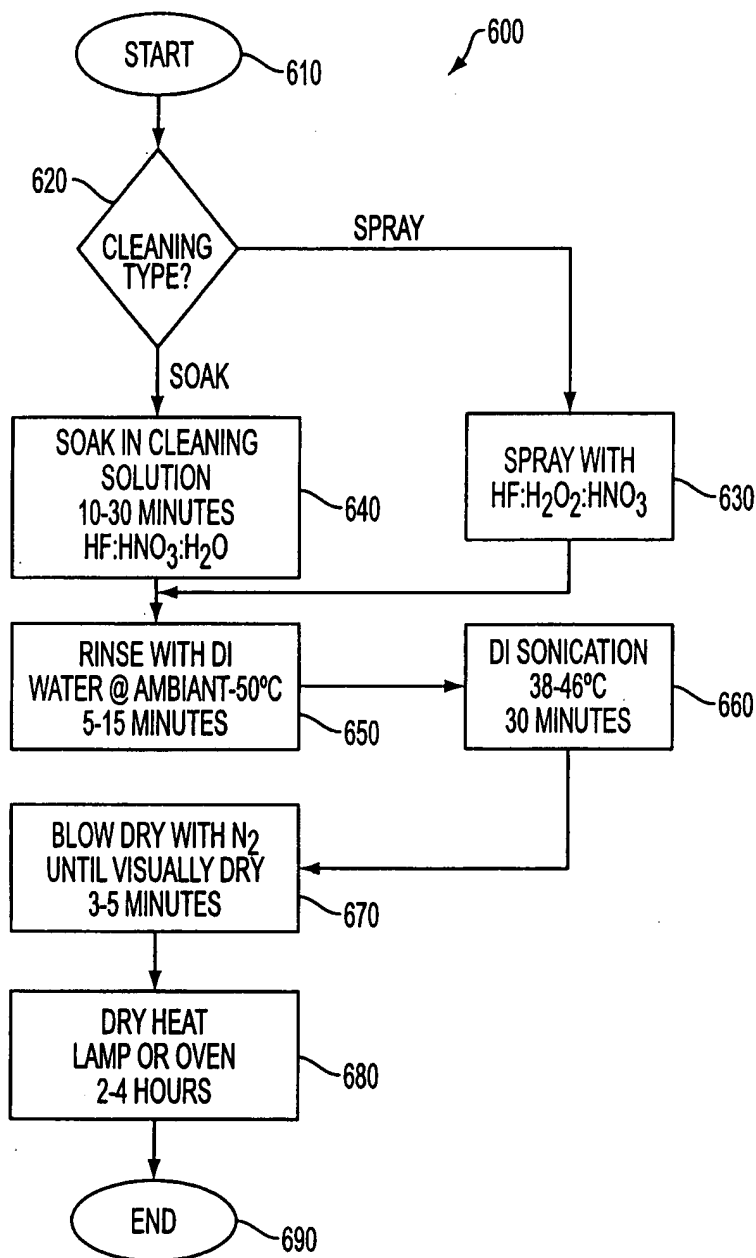 START
610
600
620
CLEANING
TYPE?
SPRAY
SOAK
SOAK IN CLEANING
SOLUTION
10-30 MINUTES
HF:HNO3:H2O
640
SPRAY WITH
HF:H2O2:HNO3
630
RINSE WITH DI
WATER @ AMBIANT-50ºC
5-15 MINUTES
650
DI SONICATION
38-46ºC
30 MINUTES
660
BLOW DRY WITH N2
UNTIL VISUALLY DRY
3-5 MINUTES
670
DRY HEAT
LAMP OR OVEN
2-4 HOURS
680
END
690